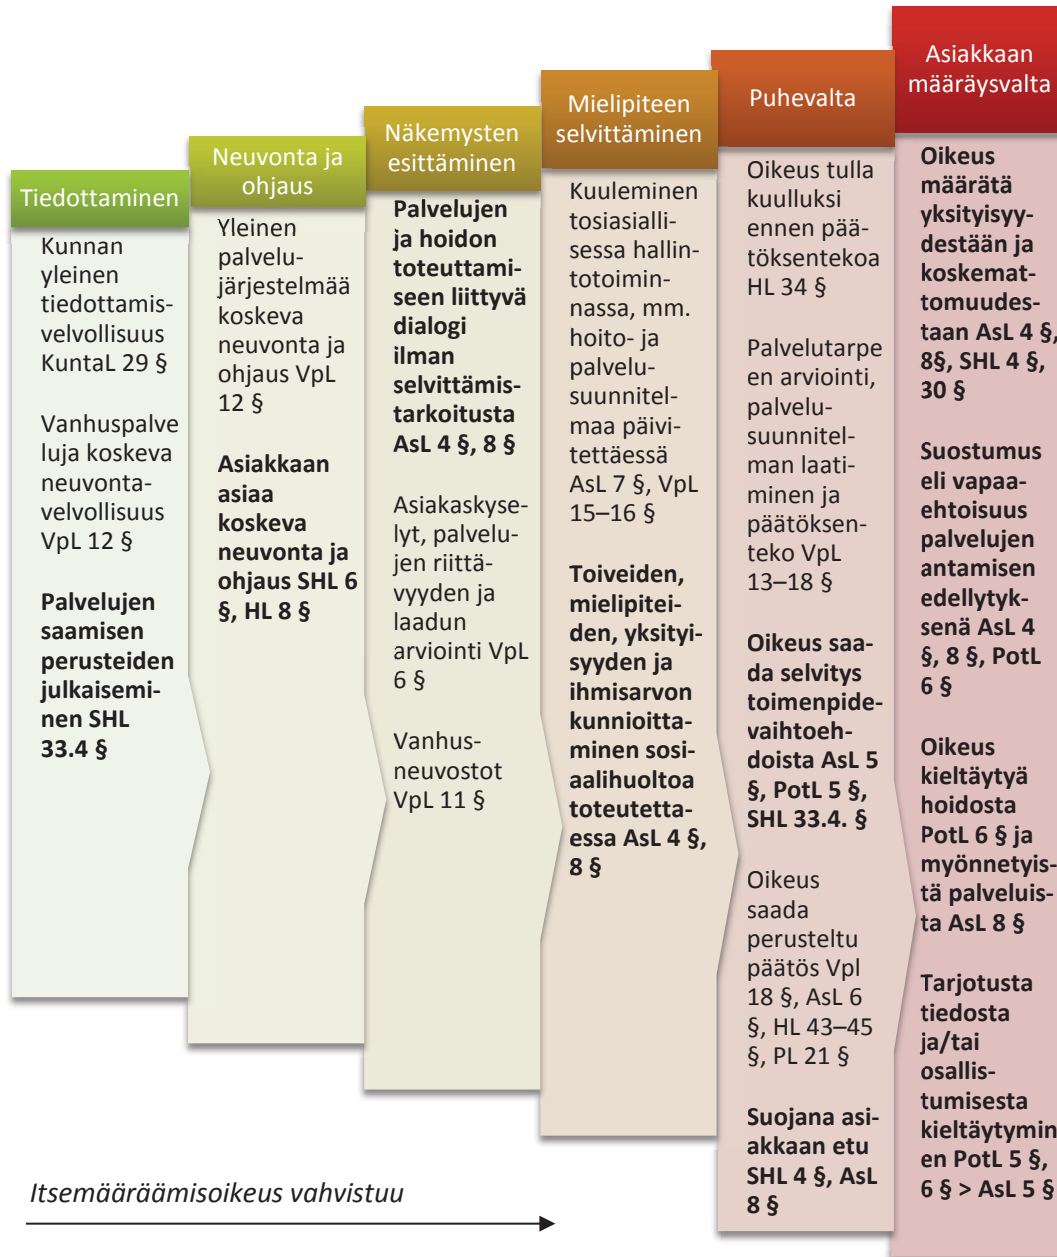 Tiedottaminen
Kunnan
yleinen
tiedottamis-
velvollisuus
KuntaL 29 §
Vanhuspalve
luja koskeva
neuvonta-
velvollisuus
VpL 12 §
Palvelujen
saamisen
perusteiden
julkaisemi-
nen SHL
33.4 §
Neuvonta ja
ohjaus
Yleinen
palvelu-
järjestelmää
koskeva
neuvonta ja
ohjaus VpL
12 §
Asiakkaan
asiaa
koskeva
neuvonta ja
ohjaus SHL 6
§, HL 8 §
Näkemysten
esittäminen
Palvelujen
ja hoidon
toteuttami-
seen liittyvä
dialogi
ilman
selvittämis-
tarkoitusta
AsL 4 §, 8 §
Asiakaskyse-
lyt, palvelu-
jen riittä-
vyyden ja
laadun
arviointi VpL
6 §
Vanhus-
neuvostot
VpL 11 §
Mielipiteen
selvittäminen
Kuuleminen
tosiasialli-
sessa hallin-
totoimin-
nassa, mm.
hoito- ja
palvelu-
suunnitel-
maa päivi-
tettäessä
AsL 7 §, VpL
15–16 §
Toiveiden,
mielipitei-
den, yksityi-
syyden ja
ihmisarvon
kunnioitta-
minen sosi-
aalihuoltoa
toteutetta-
essa AsL 4 §,
8 §
Puhevalta
Oikeus tulla
kuulluksi
ennen pää-
töksentekoa
HL 34 §
Palvelutarpe
en arviointi,
palvelu-
suunnitel-
man laati-
minen ja
päätöksen-
teko VpL
13–18 §
Oikeus saa-
da selvitys
toimenpide-
vaihtoeh-
doista AsL 5
§, PotL 5 §,
SHL 33.4. §
Oikeus
saada
perusteltu
päätös Vpl
18 §, AsL 6
§, HL 43–45
§, PL 21 §
Suojana asi-
akkaan etu
SHL 4 §, AsL
8 §
Asiakkaan
määräysvalta
Oikeus
määrätä
yksityisyy-
destään ja
koskemat-
tomuudes-
taan AsL 4 §,
8§, SHL 4 §,
30 §
Suostumus
eli vapaa-
ehtoisuus
palvelujen
antamisen
edellytyk-
senä AsL 4
§, 8 §, PotL
6 §
Oikeus
kieltäytyä
hoidosta
PotL 6 § ja
myönnetyis-
tä palveluis-
ta AsL 8 §
Tarjotusta
tiedosta
ja/tai
osallis-
tumisesta
kieltäytymin
en PotL 5 §,
6 § > AsL 5 §
Itsemääräämisoikeus vahvistuu